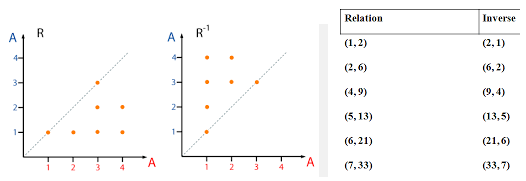 A R
4
3
2
1
1 2 3 4 A
A R⁻¹
4
3
2
1
1 2 3 4 A
Relation Inverse
(1, 2) (2, 1)
(2, 6) (6, 2)
(4, 9) (9, 4)
(5, 13) (13, 5)
(6, 21) (21, 6)
(7, 33) (33, 7)